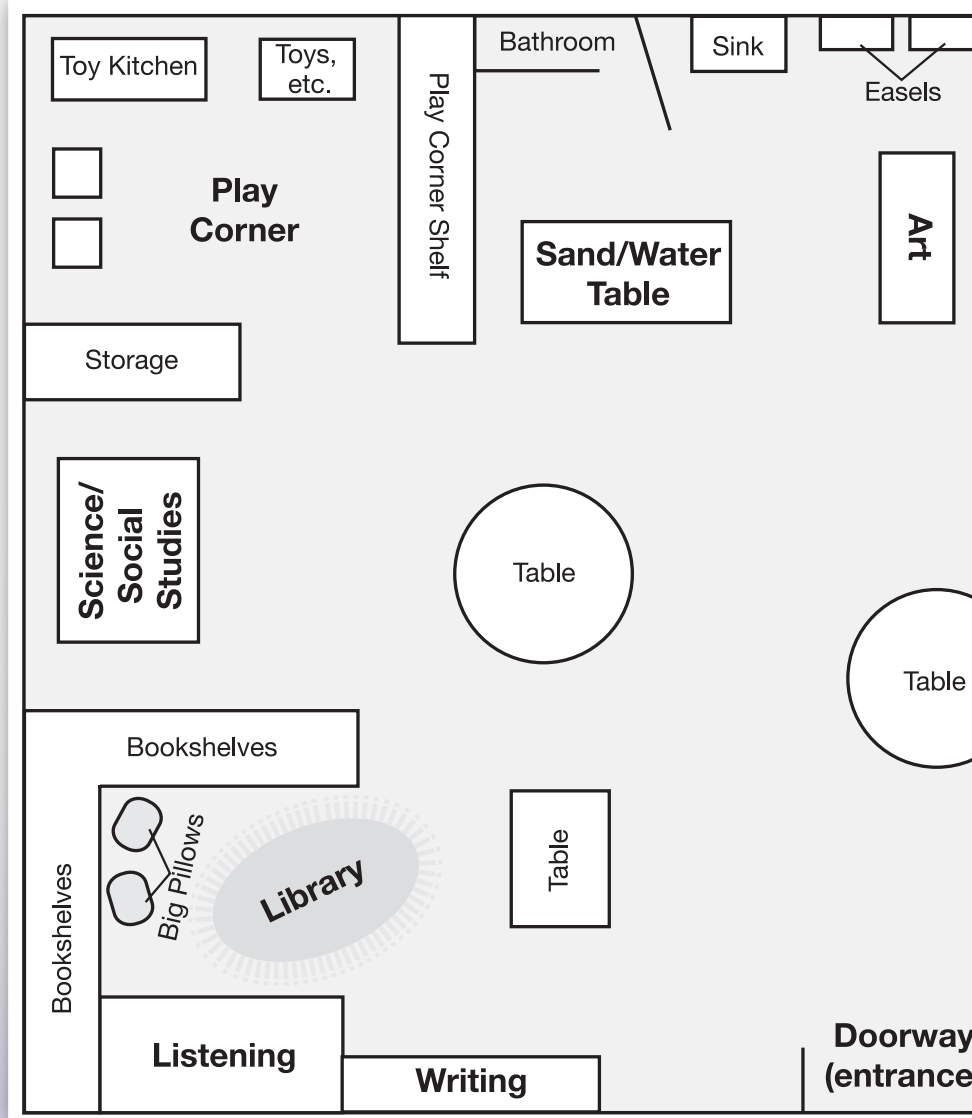 Toy Kitchen
Toys,
etc.
Play Corner Shelf
Bathroom
Sink
Easels
Play
Corner
Sand/Water
Table
Art
Storage
Science/
Social
Studies
Table
Table
Bookshelves
Bookshelves
Big Pillows
Library
Table
Listening
Writing
Doorway
(entrance